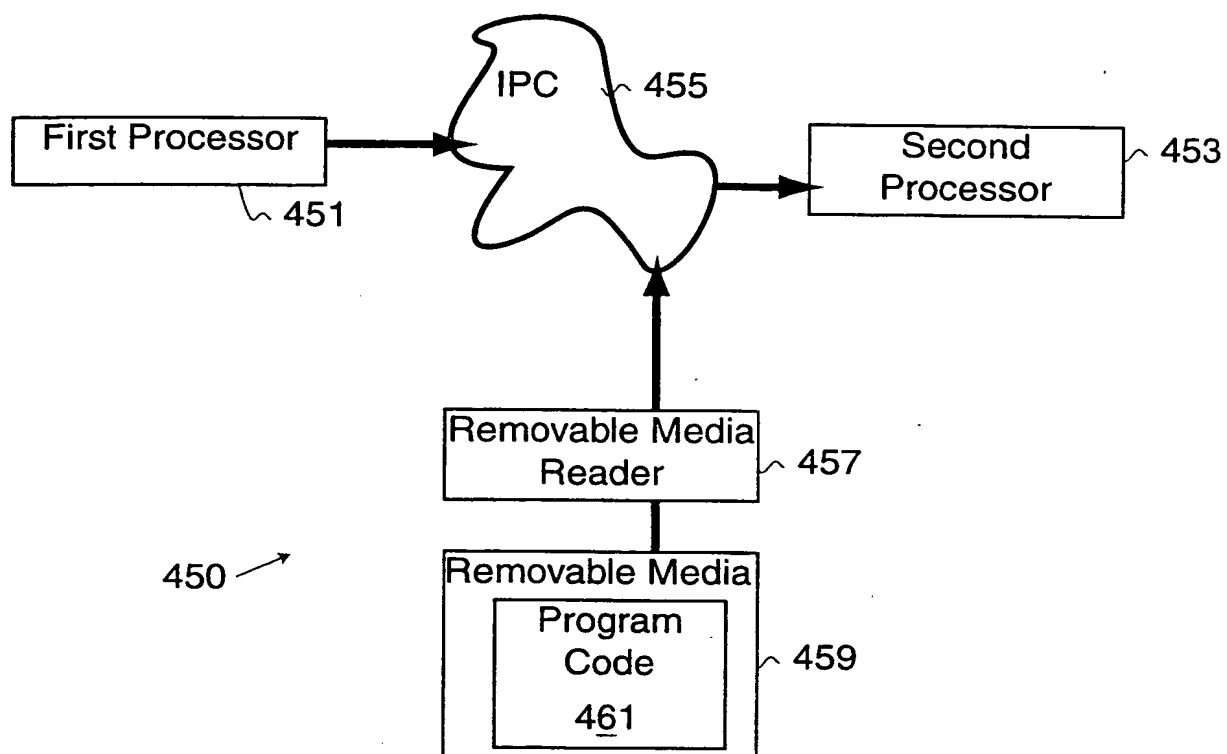 IPC
455
First Processor
451
Second
Processor
453
Removable Media
Reader
457
450
Removable Media
Program
Code
461
459